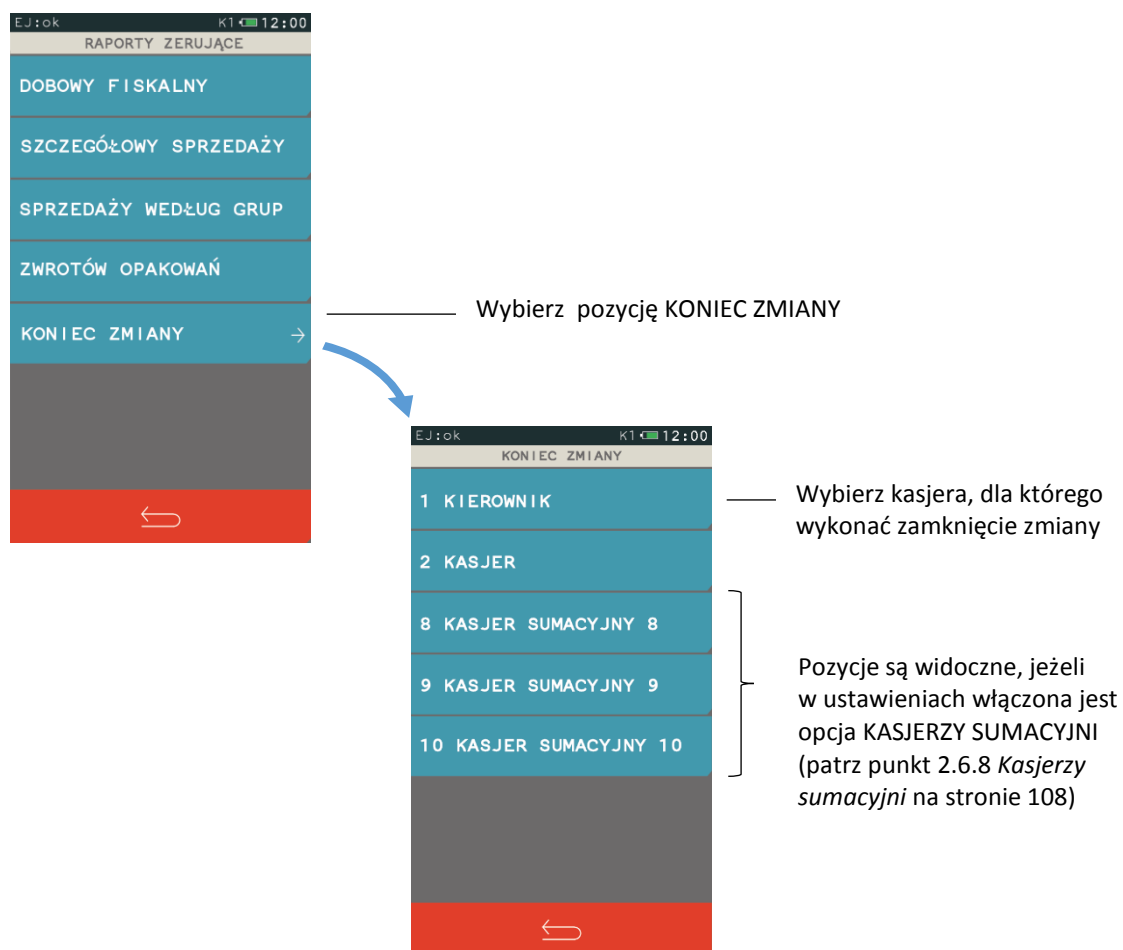 EJ:ok K1 12:00
RAPORTY ZERUJĄCE
DOBOWY FISKALNY
SZCZEGÓŁOWY SPRZEDAŻY
SPRZEDAŻY WEDŁUG GRUP
ZWROTÓW OPAKOWAŃ
KONIEC ZMIANY →
Wybierz pozycję KONIEC ZMIANY
EJ:ok K1 12:00
KONIEC ZMIANY
1 KIEROWNIK
2 KASJER
8 KASJER SUMACYJNY 8
9 KASJER SUMACYJNY 9
10 KASJER SUMACYJNY 10
Wybierz kasjera, dla którego
wykonać zamknięcie zmiany
Pozycje są widoczne, jeżeli
w ustawieniach włączona jest
opcja KASJERZY SUMACYJNI
(patrz punkt 2.6.8 Kasjerzy
sumacyjni na stronie 108)